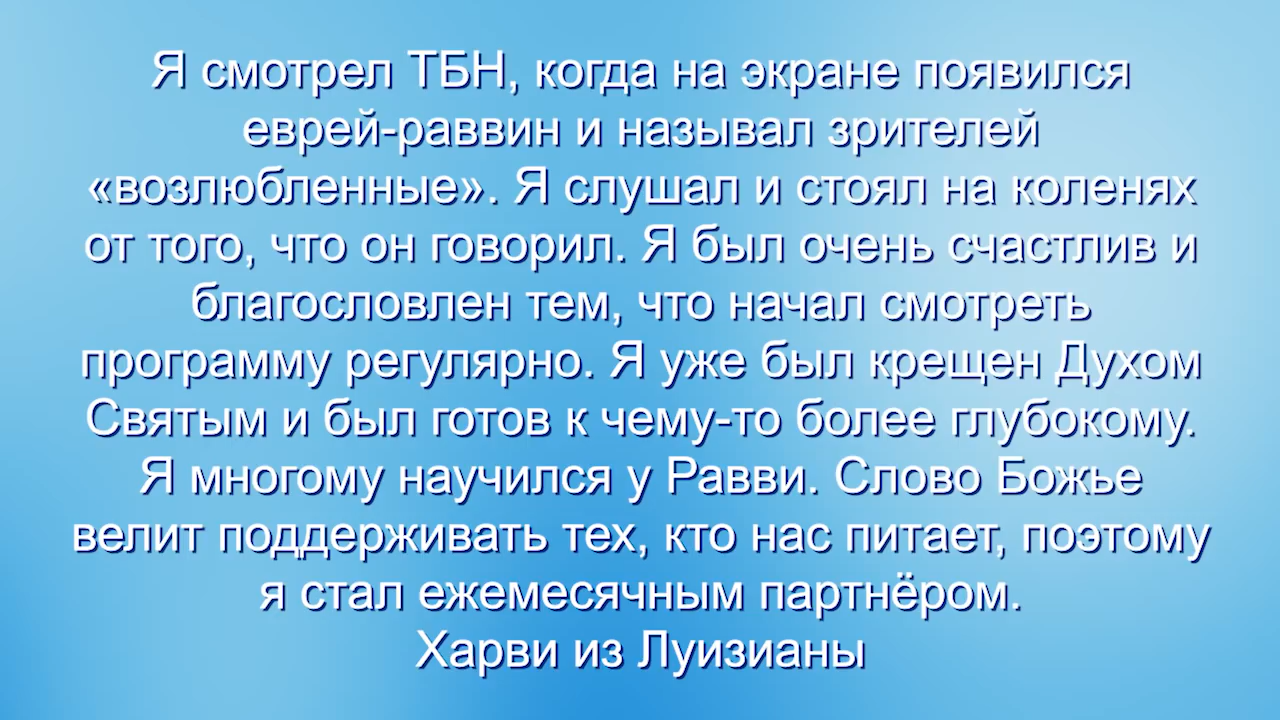 Я смотрел ТБН, когда на экране появился
еврей-раввин и называл зрителей
«возлюбленные». Я слушал и стоял на коленях
от того, что он говорил. Я был очень счастлив и
благословлен тем, что начал смотреть
программу регулярно. Я уже был крещен Духом
Святым и был готов к чему-то более глубокому.
Я многому научился у Равви. Слово Божье
велит поддерживать тех, кто нас питает, поэтому
я стал ежемесячным партнёром.
Харви из Луизианы